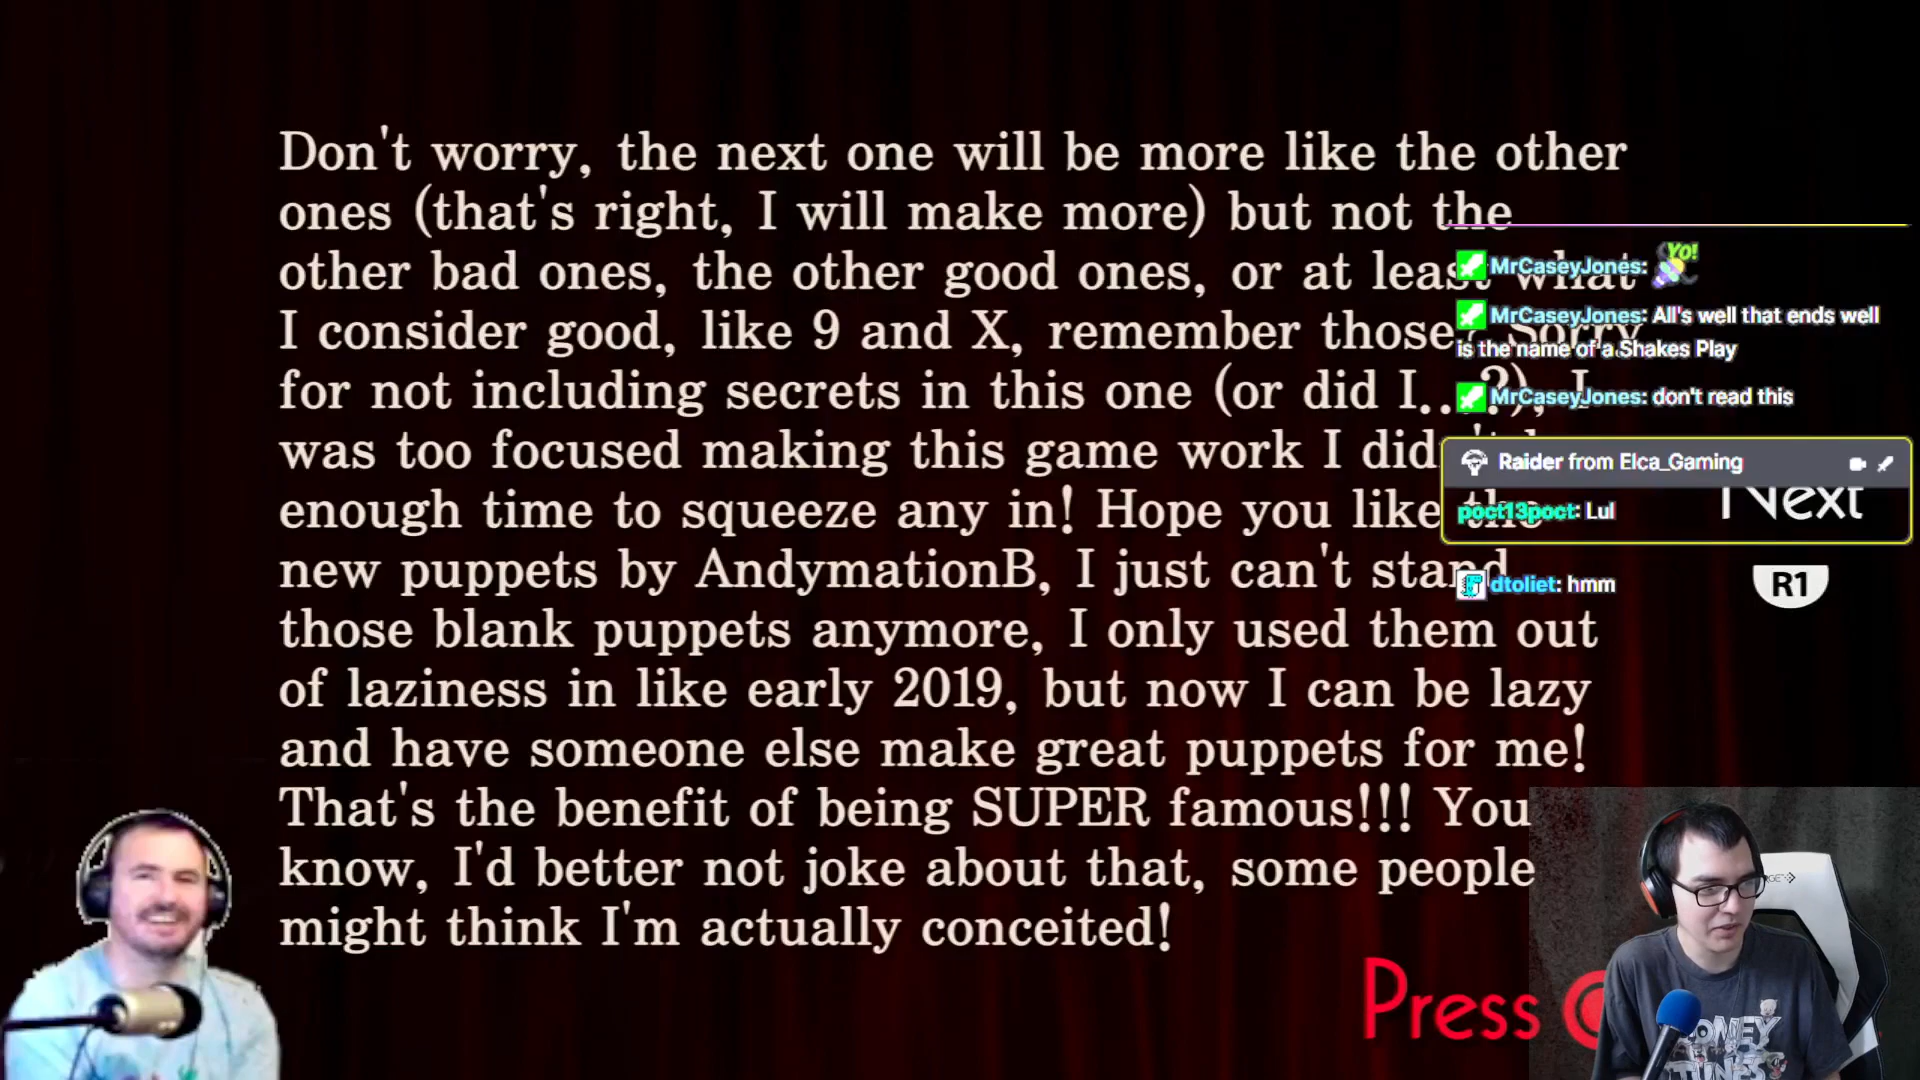 Don't worry, the next one will be more like the other
ones (that's right, I will make more) but not the
other bad ones, the other good ones, or at least what
I consider good, like 9 and X, remember those? Sorry
for not including secrets in this one (or did I...?), I
was too focused making this game work I didn't
enough time to squeeze any in! Hope you like the
new puppets by AndymationB, I just can't stand
those blank puppets anymore, I only used them out
of laziness in like early 2019, but now I can be lazy
and have someone else make great puppets for me!
That's the benefit of being SUPER famous!!! You
know, I'd better not joke about that, some people
might think I'm actually conceited!
MrCaseyJones: Yo!
MrCaseyJones: All's well that ends well
is the name of a Shakes Play
MrCaseyJones: don't read this
Raider from Elca_Gaming
poct13poct: Lul
dtoliet: hmm
Next
R1
Press